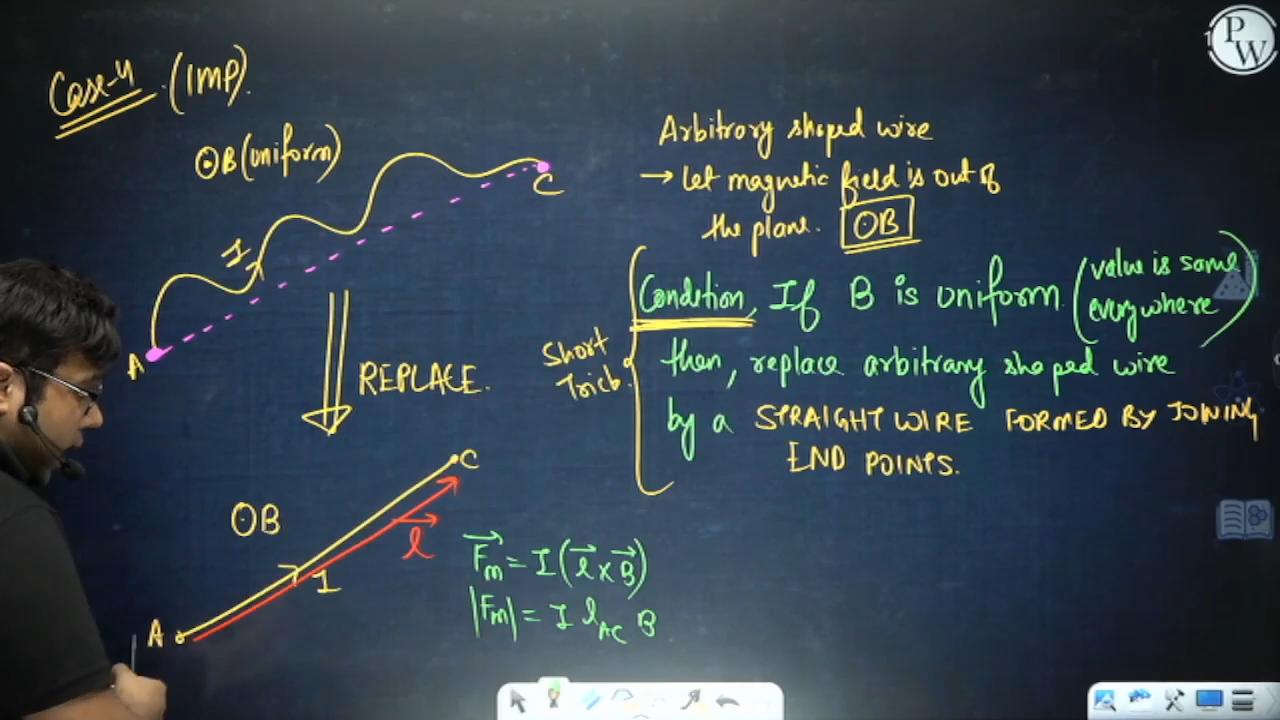 Case-4 (IMP).
⊙B (uniform)
I
A
C
REPLACE.
⊙B
C
l
I
A
F⃗m = I (l⃗ × B⃗)
|Fm| = I lAC B
Arbitrory shaped wire
→ Let magnetic field is out of
the plane. ⊙B
Short
Trick
Condition, If B is uniform (value is same
everywhere)
then, replace arbitrary shaped wire
by a STRAIGHT WIRE FORMED BY JOINING
END POINTS.
PW